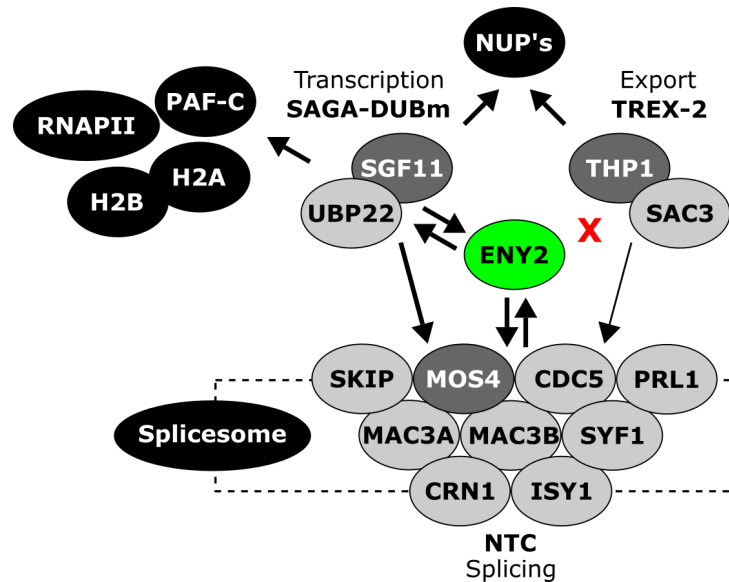 NUP's
Transcription
SAGA-DUBm
Export
TREX-2
PAF-C
RNAPII
H2A
H2B
SGF11
UBP22
THP1
SAC3
X
ENY2
SKIP
MOS4
CDC5
PRL1
Splicesome
MAC3A
MAC3B
SYF1
CRN1
ISY1
NTC
Splicing